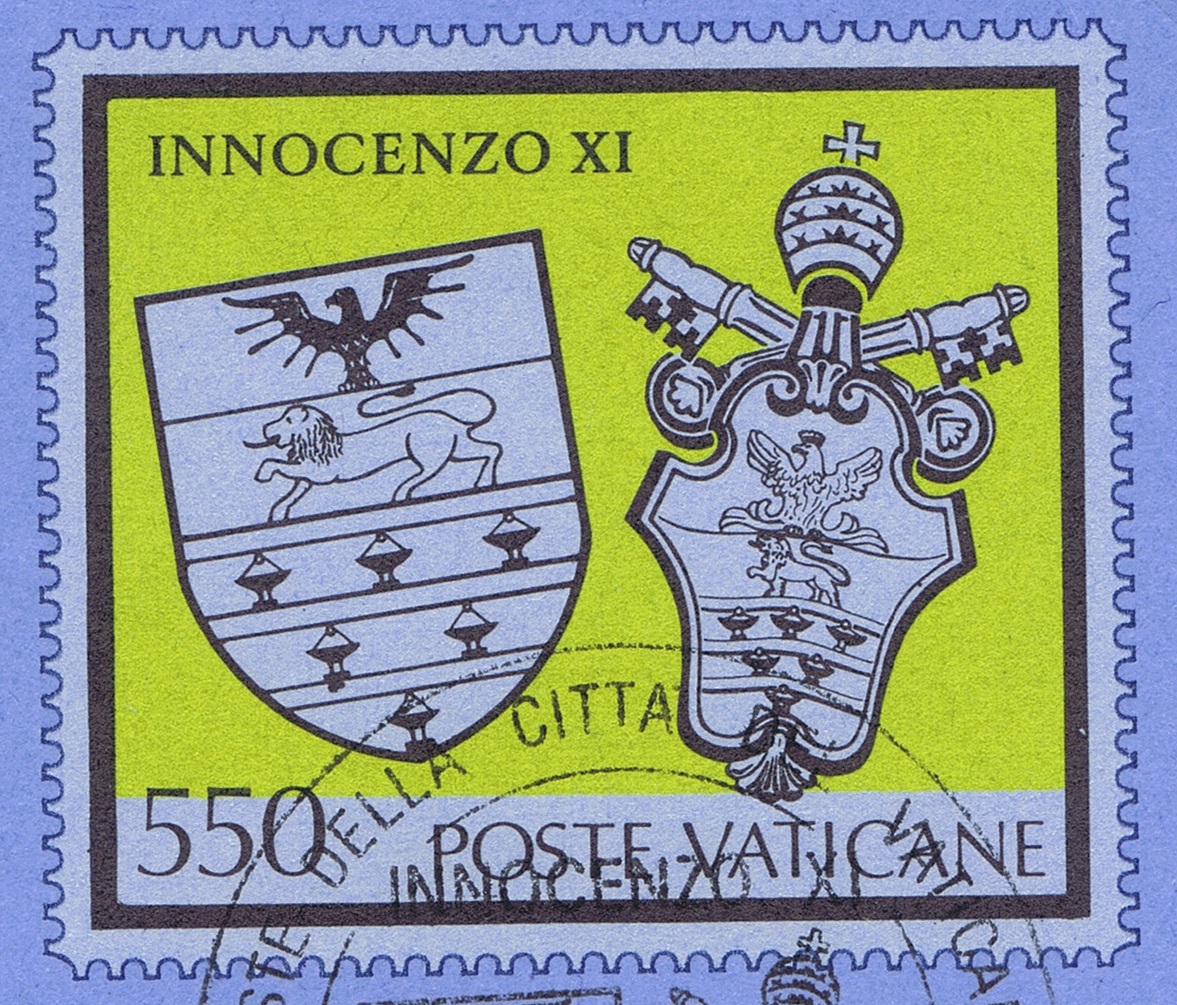 INNOCENZO XI
550 POSTE VATICANE
DELLA CITTA
INNOCENZO XI